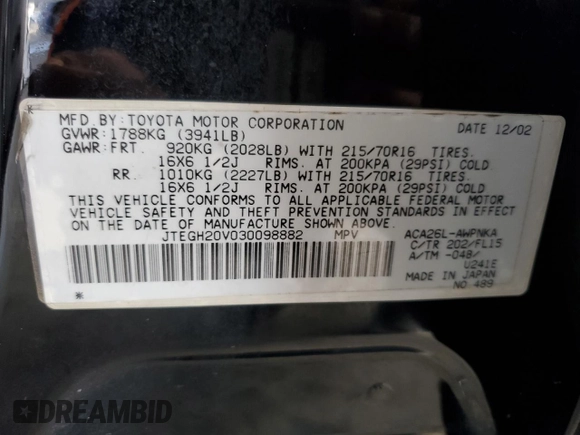 MFD. BY: TOYOTA MOTOR CORPORATION DATE 12/02
GVWR: 1788KG (3941LB)
GAWR: FRT. 920KG (2028LB) WITH 215/70R16 TIRES.
16X6 1/2J RIMS. AT 200KPA (29PSI) COLD
RR. 1010KG (2227LB) WITH 215/70R16 TIRES.
16X6 1/2J RIMS. AT 200KPA (29PSI) COLD
THIS VEHICLE CONFORMS TO ALL APPLICABLE FEDERAL MOTOR
VEHICLE SAFETY AND THEFT PREVENTION STANDARDS IN EFFECT
ON THE DATE OF MANUFACTURE SHOWN ABOVE.
JTEGH20V030098882 MPV ACA26L-AWPNKA
C/TR 202/FL15
A/TM -04B/
U241E
MADE IN JAPAN
NO 489
*
DREAMBID